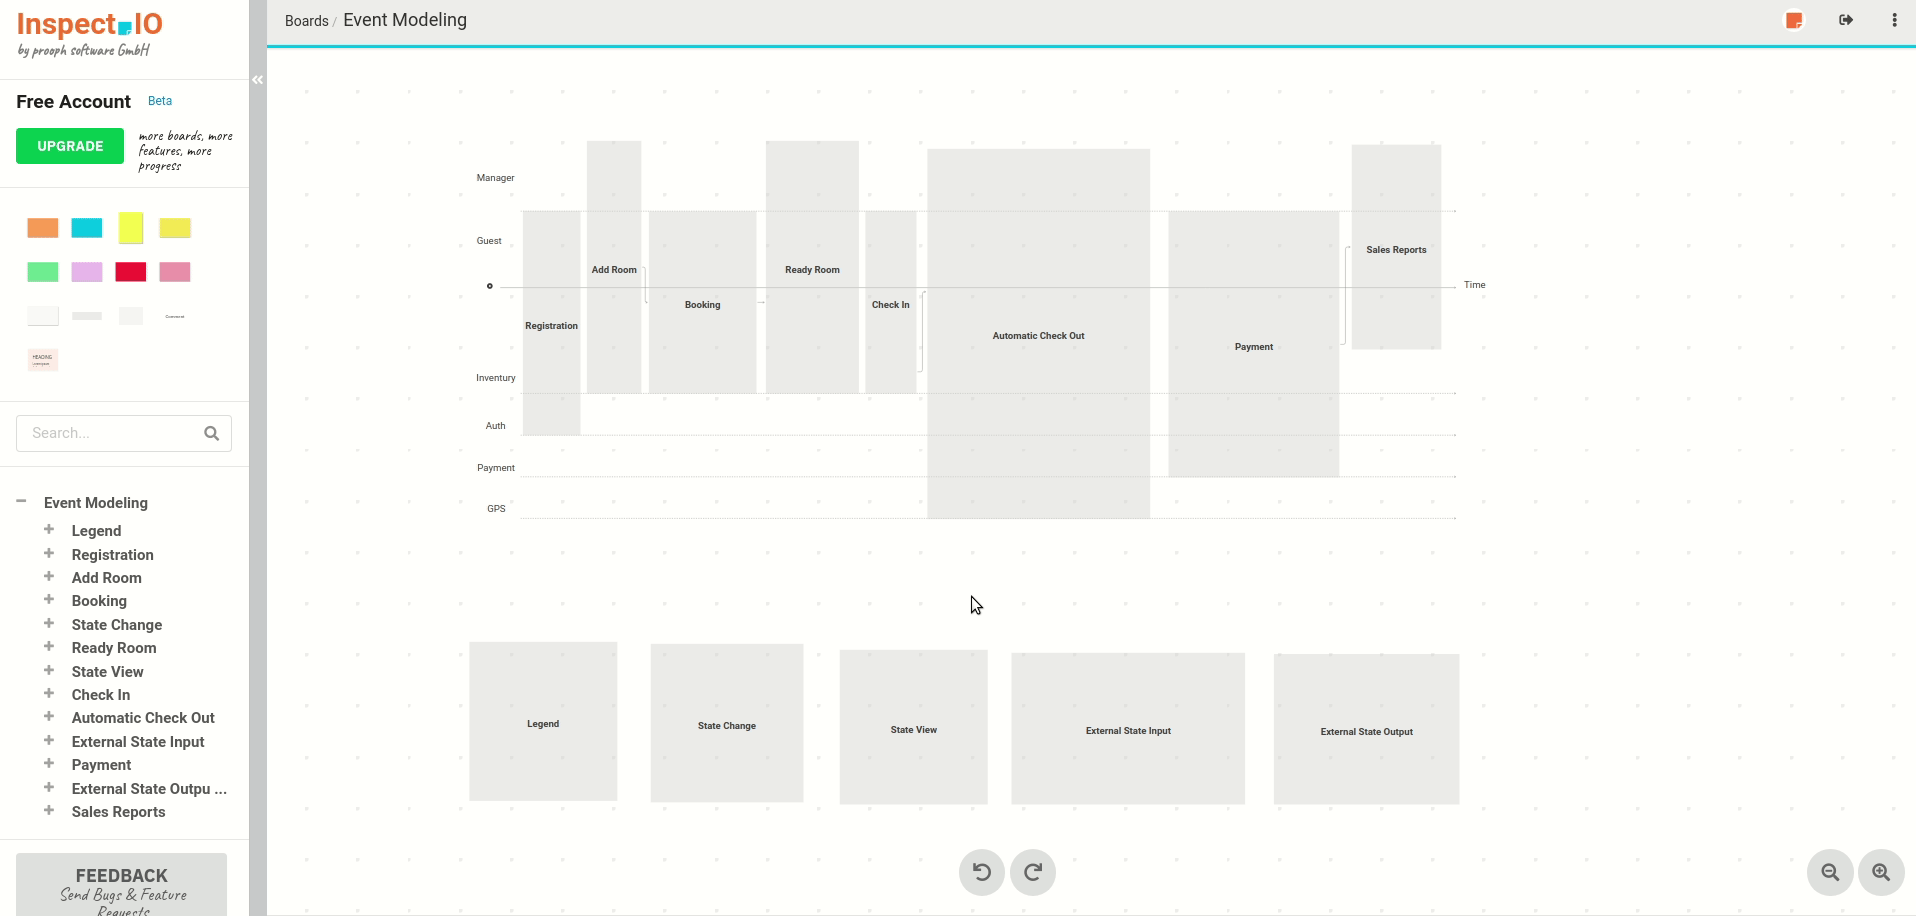 Inspect IO
by prooph software GmbH
Boards / Event Modeling
Free Account Beta
UPGRADE
more boards, more
features, more
progress
Comment
HEADING
Search...
Event Modeling
Legend
Registration
Add Room
Booking
State Change
Ready Room
State View
Check In
Automatic Check Out
External State Input
Payment
External State Outpu ...
Sales Reports
FEEDBACK
Send Bugs & Feature
Requests
Manager
Guest
Inventory
Auth
Payment
GPS
Time
Registration
Add Room
Booking
Ready Room
Check In
Automatic Check Out
Payment
Sales Reports
Legend
State Change
State View
External State Input
External State Output